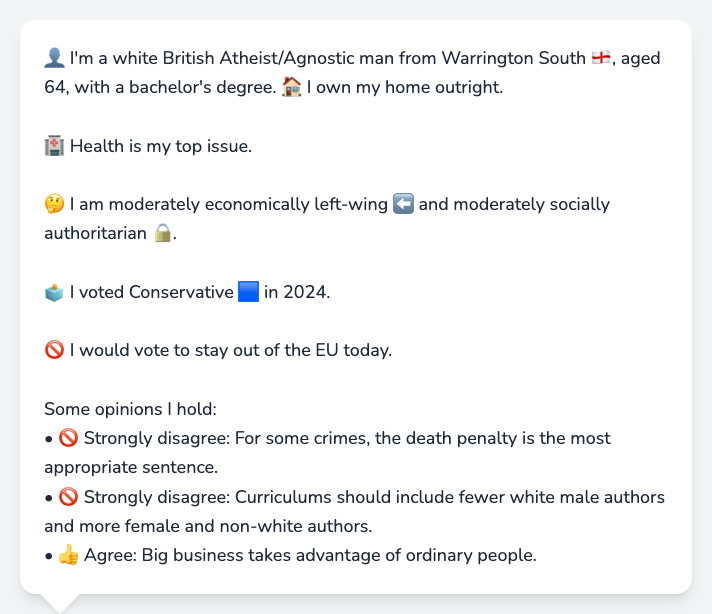 👤 I'm a white British Atheist/Agnostic man from Warrington South 🏴󠁧󠁢󠁥󠁮󠁧󠁿, aged
64, with a bachelor's degree. 🏠 I own my home outright.
🏥 Health is my top issue.
🤔 I am moderately economically left-wing ⬅️ and moderately socially
authoritarian 🔒.
🗳️ I voted Conservative 🟦 in 2024.
🚫 I would vote to stay out of the EU today.
Some opinions I hold:
• 🚫 Strongly disagree: For some crimes, the death penalty is the most
appropriate sentence.
• 🚫 Strongly disagree: Curriculums should include fewer white male authors
and more female and non-white authors.
• 👍 Agree: Big business takes advantage of ordinary people.